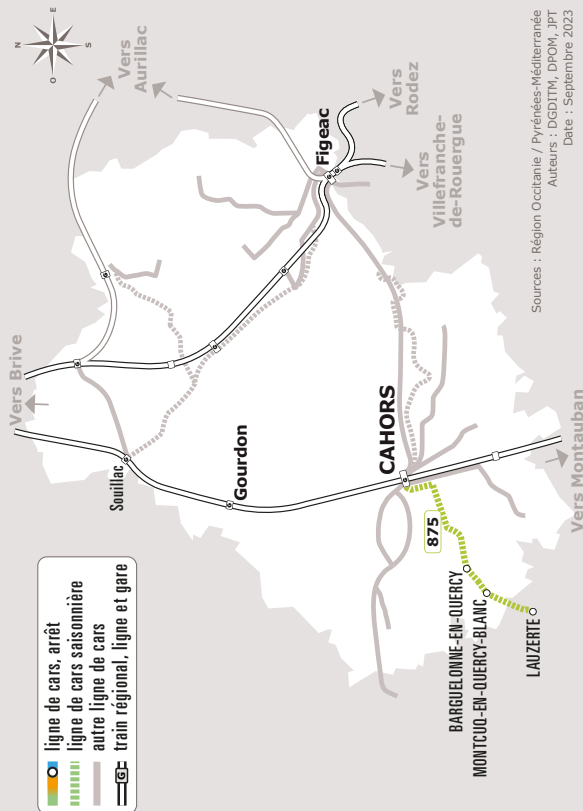 N
E
S
O
Vers
Aurillac
Vers Brive
Souillac
Gourdon
Figeac
Vers
Rodez
Vers
Villefranche-
de-Rouergue
CAHORS
875
BARGUELONNE-EN-QUERCY
MONTCUQ-EN-QUERCY-BLANC
LAUZERTE
Vers Montauban
ligne de cars, arrêt
ligne de cars saisonnière
autre ligne de cars
G
train régional, ligne et gare
Sources : Région Occitanie / Pyrénées-Méditerranée
Auteurs : DGDITM, DPOM, JPT
Date : Septembre 2023